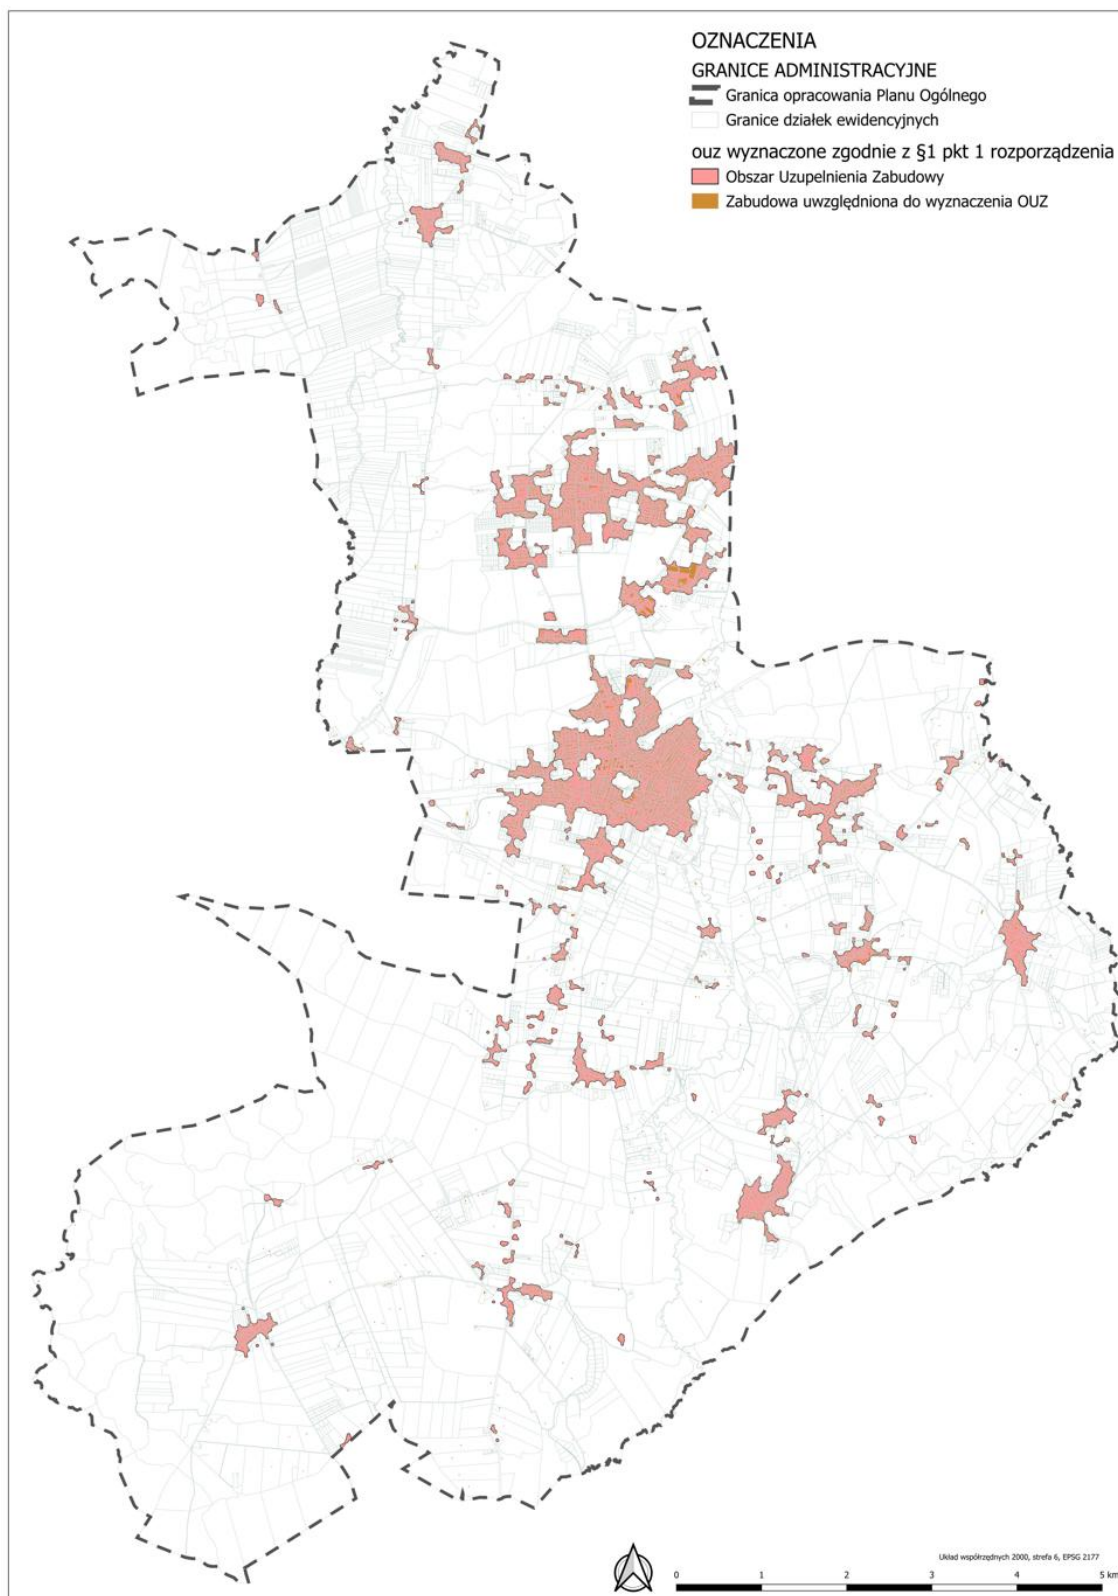 OZNACZENIA
GRANICE ADMINISTRACYJNE
Granica opracowania Planu Ogólnego
Granice działek ewidencyjnych
ouz wyznaczone zgodnie z §1 pkt 1 rozporządzenia
Obszar Uzupelnienia Zabudowy
Zabudowa uwzględniona do wyznaczenia OUZ
Układ współrzędnych 2000, strefa 6, EPSG 2177
0 1 2 3 4 5 km